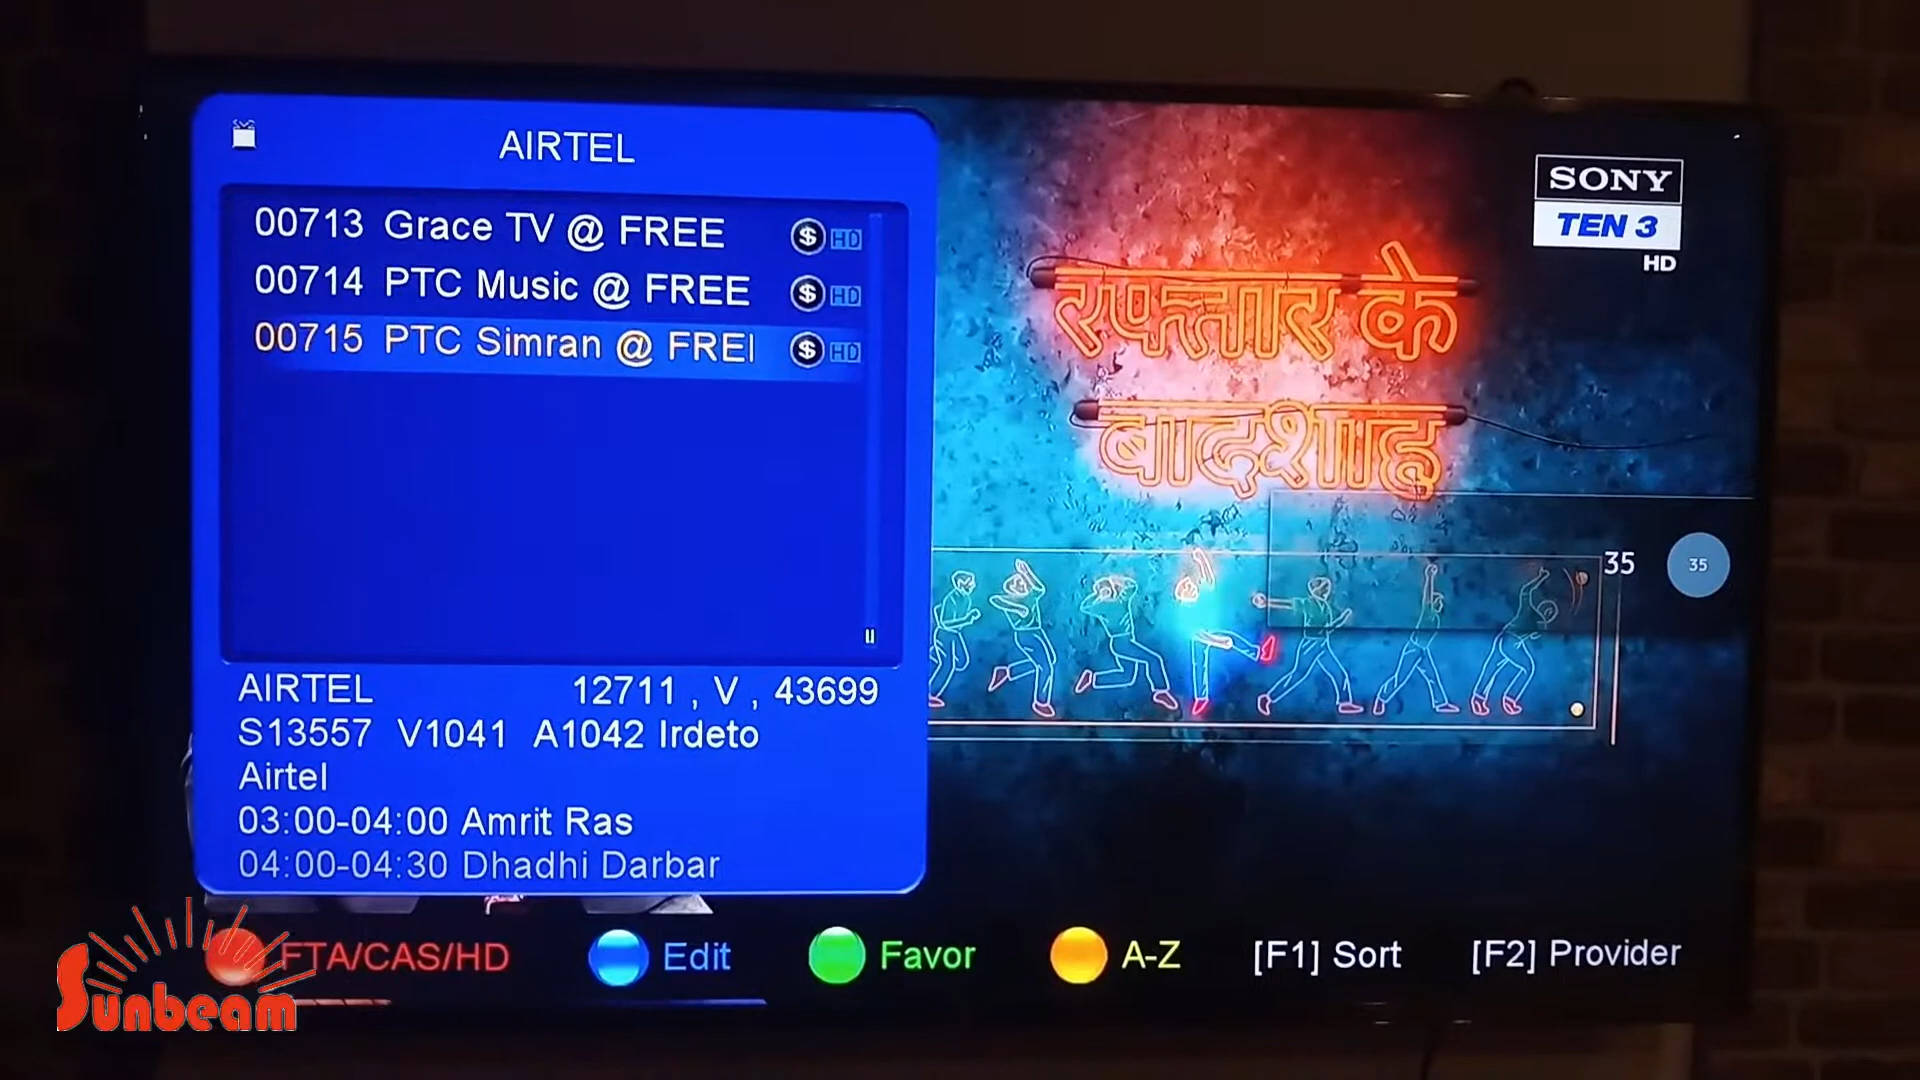 AIRTEL
00713 Grace TV @ FREE $ HD
00714 PTC Music @ FREE $ HD
00715 PTC Simran @ FRE $ HD
AIRTEL 12711 , V , 43699
S13557 V1041 A1042 Irdeto
Airtel
03:00-04:00 Amrit Ras
04:00-04:30 Dhadhi Darbar
SONY
TEN 3
HD
रफ्तार के
बादशाह
35
35
FTA/CAS/HD Edit Favor A-Z [F1] Sort [F2] Provider
Sunbeam